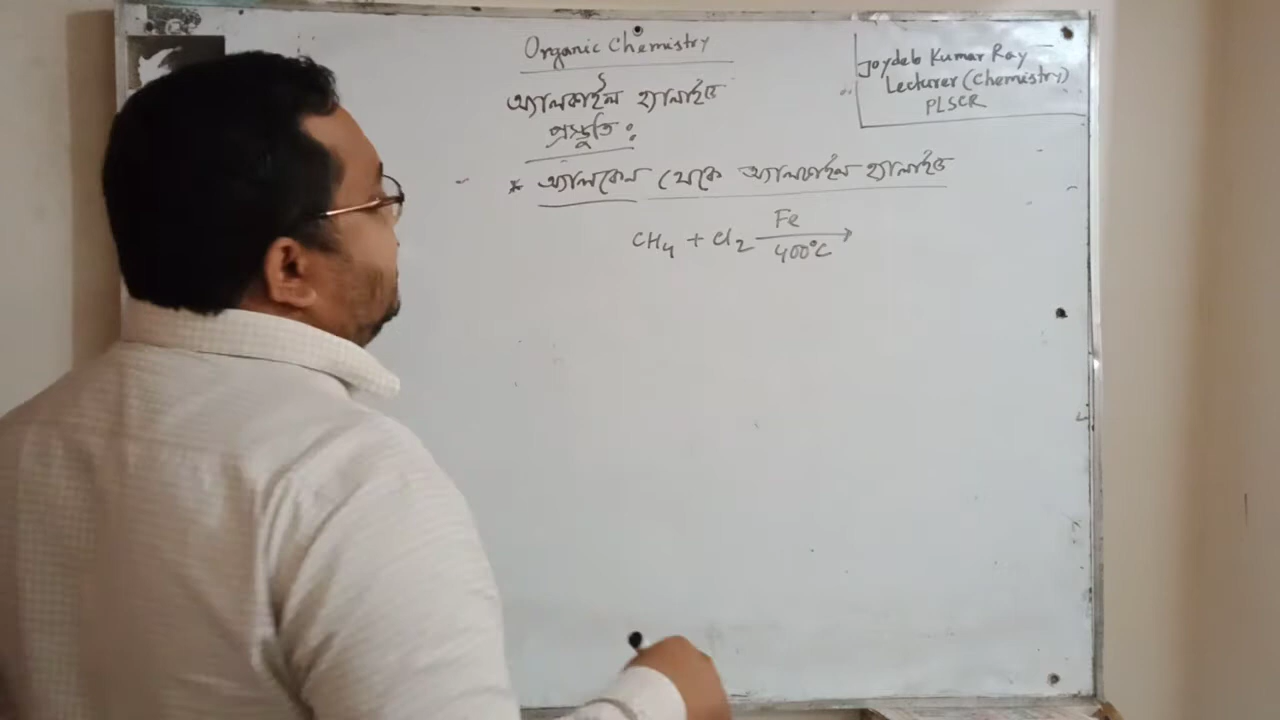 Organic Chemistry
অ্যালকাইল হ্যালাইড
প্রস্তুতি :
* অ্যালকেন থেকে অ্যালকাইল হ্যালাইড
CH₄ + Cl₂ Fe 400°C →
Joydeb Kumar Ray
Lecturer (Chemistry)
PLSCR